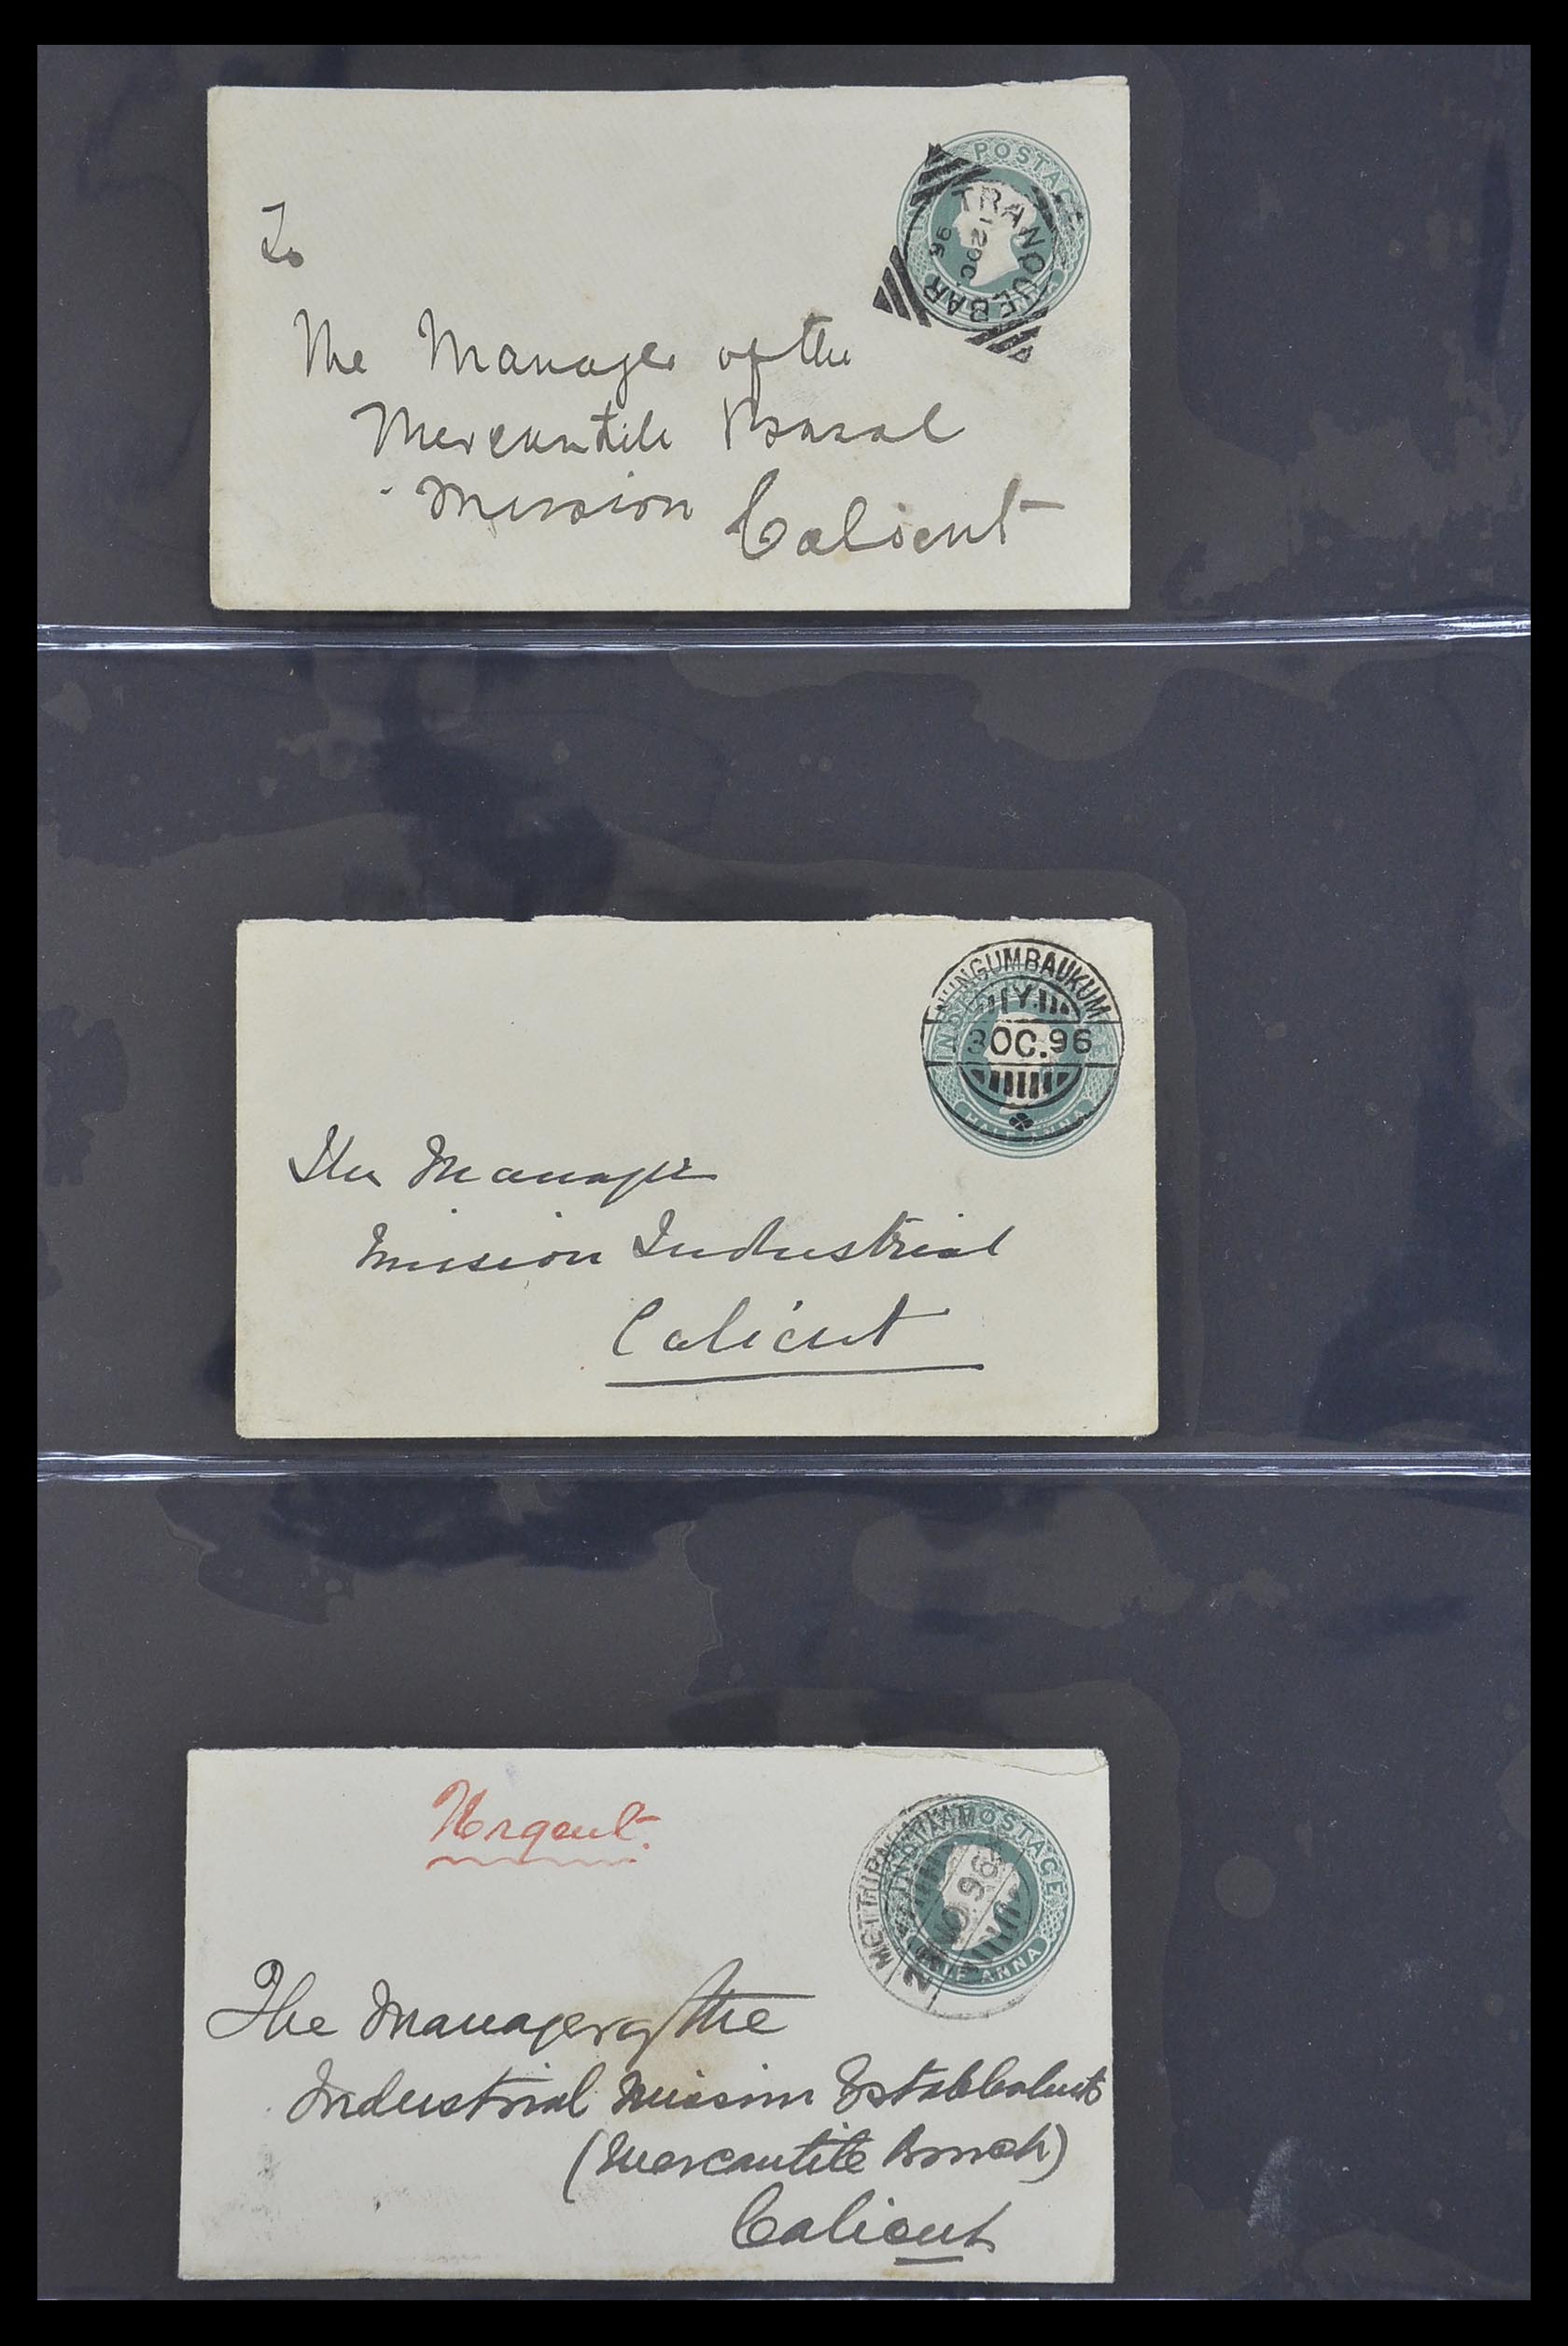 POSTAGE
TRANQUEBAR
12 OC
96
To
The Manager of the
Mercantile Basal
Mission Calicut
NUNGUMBAUKUM
3 OC. 96
HALF ANNA
The Manager
Mission Industrial
Calicut
Urgent.
INDIA POSTAGE
96
HALF ANNA
The Manager of the
Industrial Mission
(Mercantile Branch)
Calicut